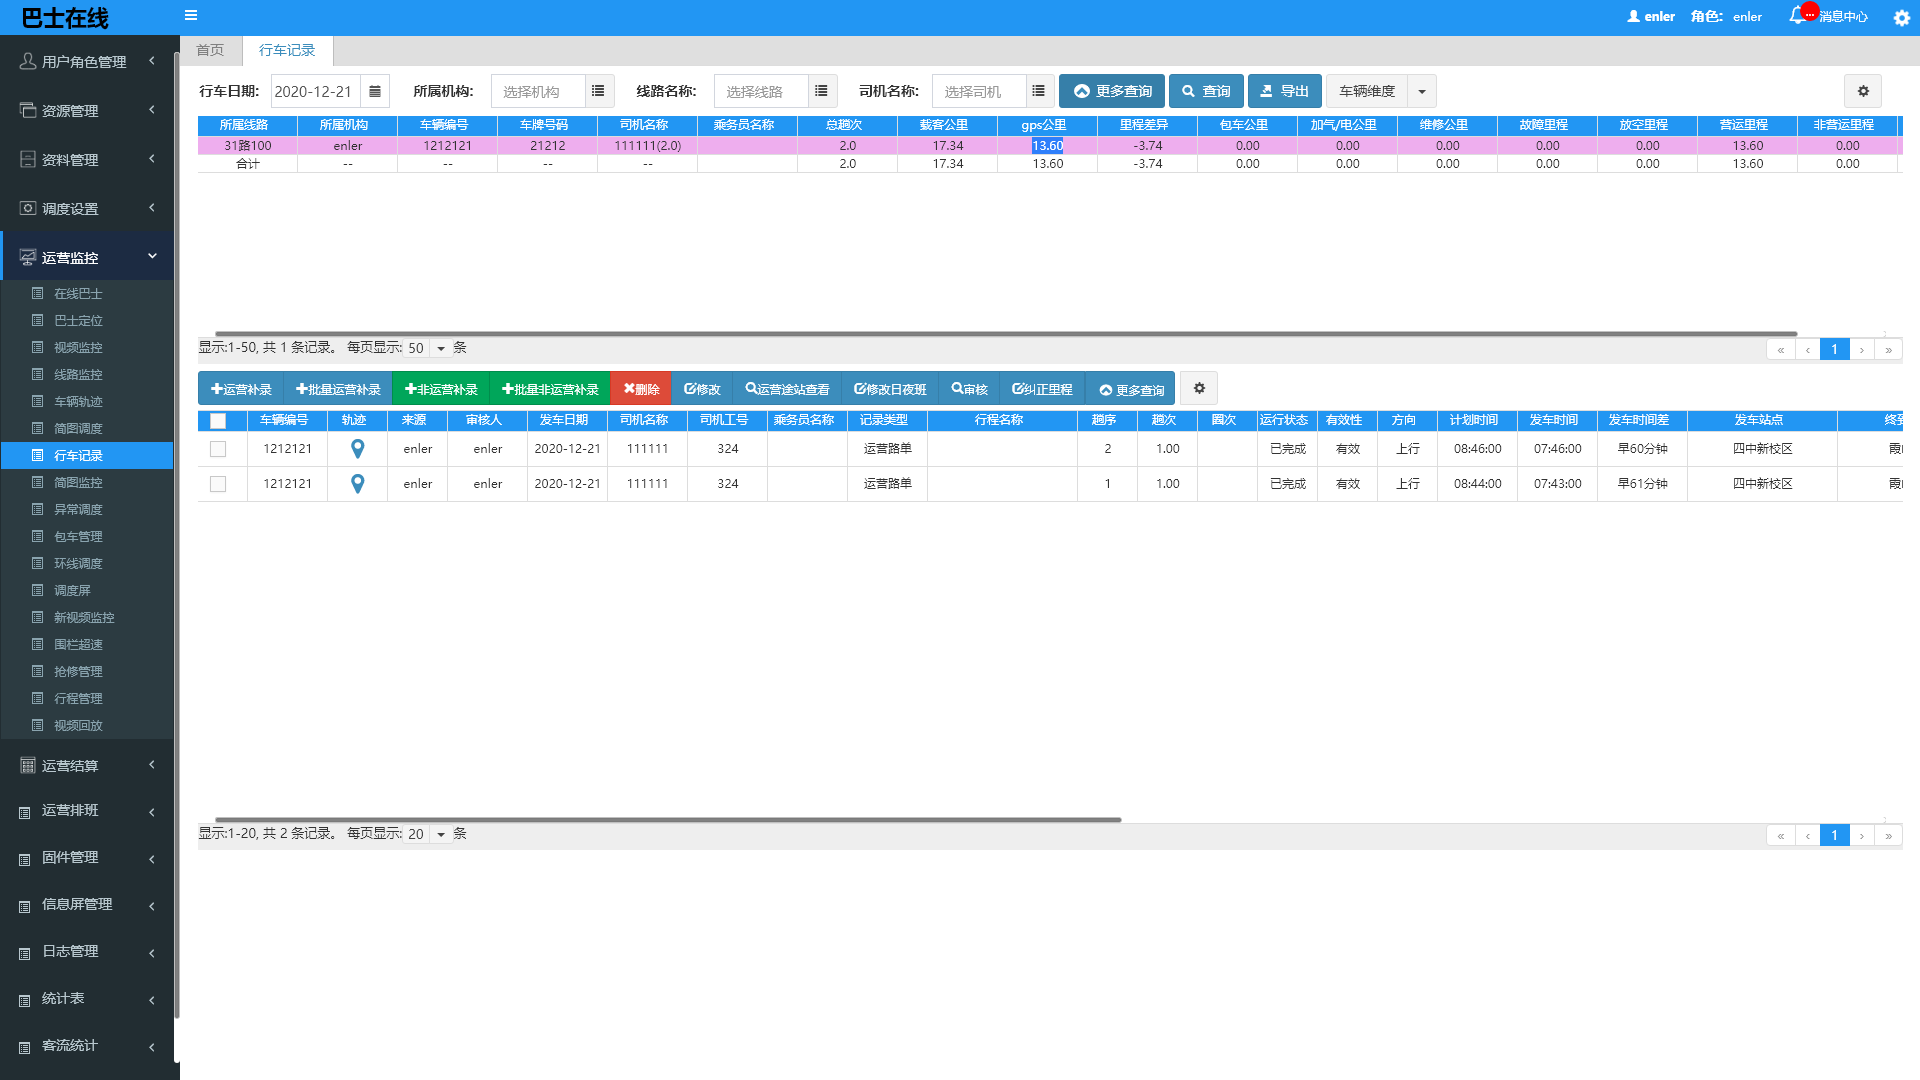 巴士在线
enler 角色: enler ... 消息中心
首页 行车记录
用户角色管理
资源管理
资料管理
调度设置
运营监控
在线巴士
巴士定位
视频监控
线路监控
车辆轨迹
简图调度
行车记录
简图监控
异常调度
包车管理
环线调度
调度屏
新视频监控
围栏超速
抢修管理
行程管理
视频回放
运营结算
运营排班
固件管理
信息屏管理
日志管理
统计表
客流统计
行车日期: 2020-12-21 所属机构: 选择机构 线路名称: 选择线路 司机名称: 选择司机 更多查询 查询 导出 车辆维度
所属线路 所属机构 车辆编号 车牌号码 司机名称 乘务员名称 总趟次 载客公里 gps公里 里程差异 包车公里 加气/电公里 维修公里 故障里程 放空里程 营运里程 非营运里程
31路100 enler 1212121 21212 111111(2.0) 2.0 17.34 13.60 -3.74 0.00 0.00 0.00 0.00 0.00 13.60 0.00
合计 -- -- -- -- 2.0 17.34 13.60 -3.74 0.00 0.00 0.00 0.00 0.00 13.60 0.00
显示:1-50, 共 1 条记录。 每页显示: 50 条 « ‹ 1 › »
运营补录 批量运营补录 非运营补录 批量非运营补录 删除 修改 运营途站查看 修改日夜班 审核 纠正里程 更多查询
车辆编号 轨迹 来源 审核人 发车日期 司机名称 司机工号 乘务员名称 记录类型 行程名称 趟序 趟次 圈次 运行状态 有效性 方向 计划时间 发车时间 发车时间差 发车站点 终到
1212121 enler enler 2020-12-21 111111 324 运营路单 2 1.00 已完成 有效 上行 08:46:00 07:46:00 早60分钟 四中新校区 霞
1212121 enler enler 2020-12-21 111111 324 运营路单 1 1.00 已完成 有效 上行 08:44:00 07:43:00 早61分钟 四中新校区 霞
显示:1-20, 共 2 条记录。 每页显示: 20 条 « ‹ 1 › »